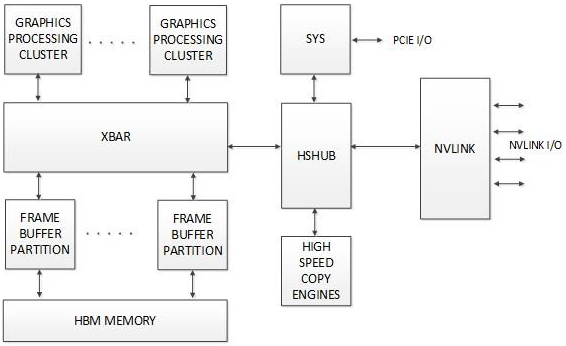 GRAPHICS
PROCESSING
CLUSTER
GRAPHICS
PROCESSING
CLUSTER
SYS
PCIE I/O
XBAR
HSHUB
NVLINK
NVLINK I/O
FRAME
BUFFER
PARTITION
FRAME
BUFFER
PARTITION
HIGH
SPEED
COPY
ENGINES
HBM MEMORY